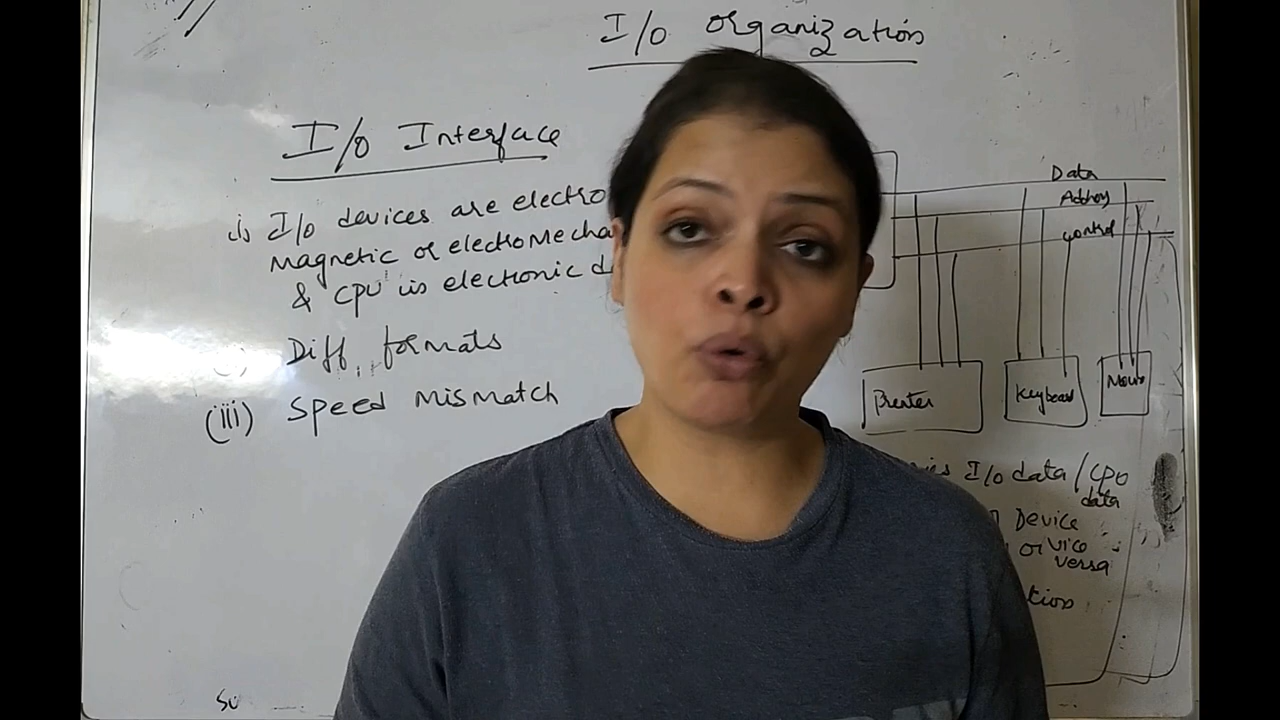 I/O Organization
I/O Interface
(i) I/O devices are electro
magnetic or electromecha
& CPU is electronic d
Diff. formats
(iii) Speed mismatch
Data
Address
Control
Printer
Keyboard
Mouse
I/O data / CPU
data
Device
or vice
versa